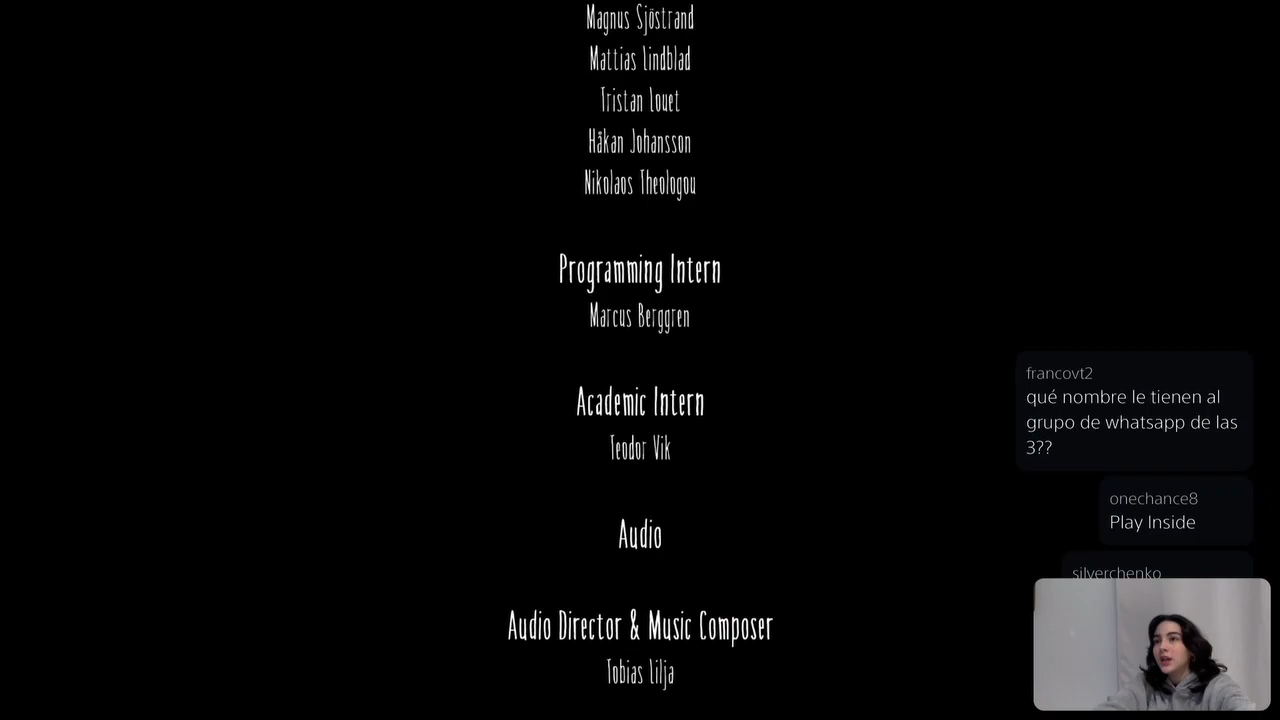 Magnus Sjöstrand
Mattias Lindblad
Tristan Louet
Håkan Johansson
Nikolaos Theologou
Programming Intern
Marcus Berggren
Academic Intern
Teodor Vik
Audio
Audio Director & Music Composer
Tobias Lilja
francovt2
qué nombre le tienen al
grupo de whatsapp de las
3??
onechance8
Play Inside
silverchenko